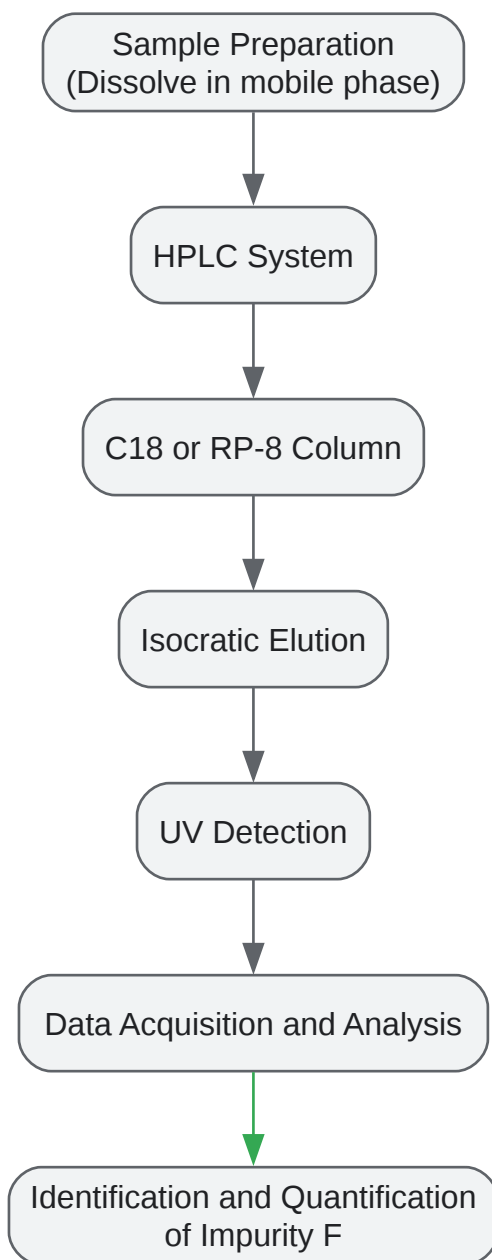 Sample Preparation
(Dissolve in mobile phase)
HPLC System
C18 or RP-8 Column
Isocratic Elution
UV Detection
Data Acquisition and Analysis
Identification and Quantification
of Impurity F